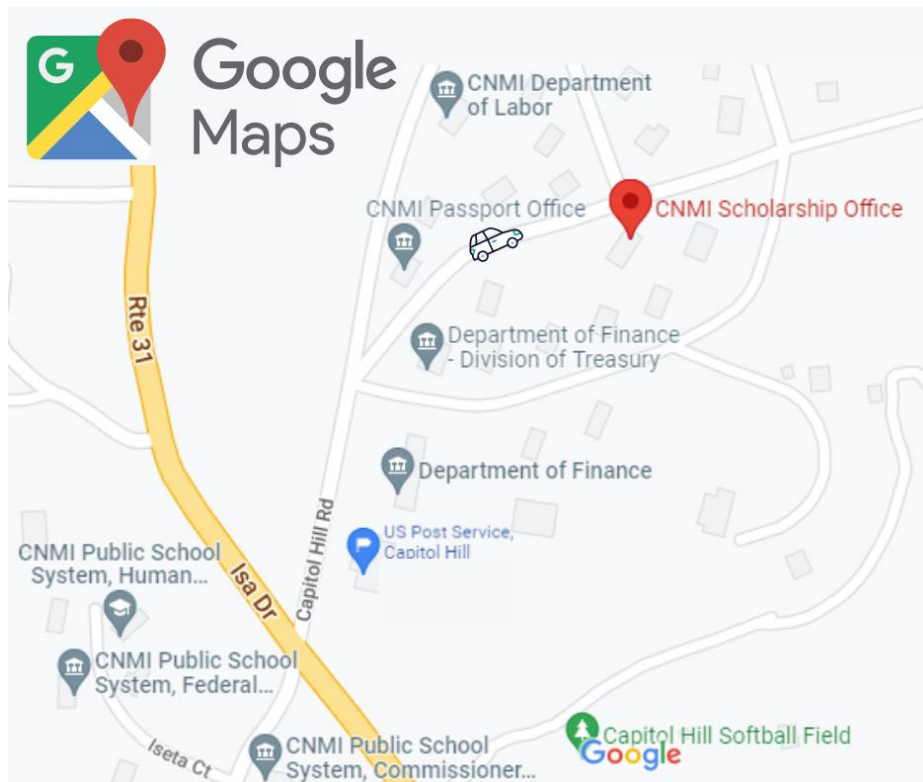 G
Google
Maps
CNMI Department
of Labor
CNMI Passport Office
CNMI Scholarship Office
Rte 31
Department of Finance
- Division of Treasury
Department of Finance
Capitol Hill Rd
US Post Service,
Capitol Hill
CNMI Public School
System, Human...
Isa Dr
CNMI Public School
System, Federal...
Iseta Ct
CNMI Public School
System, Commissioner...
Capitol Hill Softball Field
Google